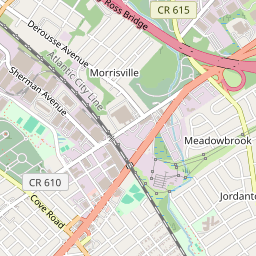 CR 615
Ross Bridge
Derousse Avenue
Atlantic City Line
Morrisville
Sherman Avenue
Meadowbrook
CR 610
Cove Road
Jordanto